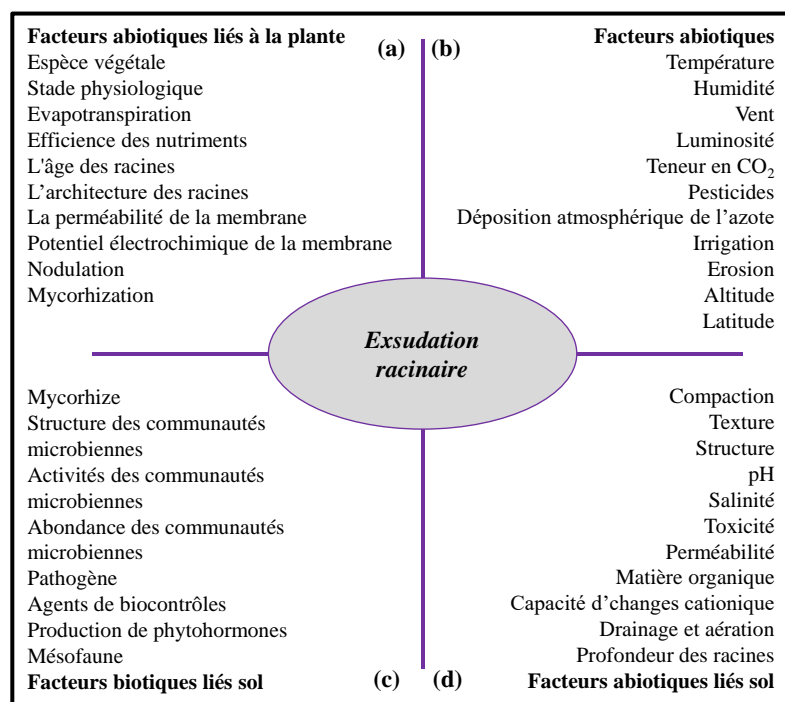 Facteurs abiotiques liés à la plante
(a)
Espèce végétale
Stade physiologique
Evapotranspiration
Efficience des nutriments
L'âge des racines
L'architecture des racines
La perméabilité de la membrane
Potentiel électrochimique de la membrane
Nodulation
Mycorhization
(b)
Facteurs abiotiques
Température
Humidité
Vent
Luminosité
Teneur en CO₂
Pesticides
Déposition atmosphérique de l'azote
Irrigation
Erosion
Altitude
Latitude
Exsudation
racinaire
Mycorhize
Structure des communautés
microbiennes
Activités des communautés
microbiennes
Abondance des communautés
microbiennes
Pathogène
Agents de biocontrôles
Production de phytohormones
Mésofaune
Facteurs biotiques liés sol
(c)
Compaction
Texture
Structure
pH
Salinité
Toxicité
Perméabilité
Matière organique
Capacité d'changes cationique
Drainage et aération
Profondeur des racines
(d)
Facteurs abiotiques liés sol